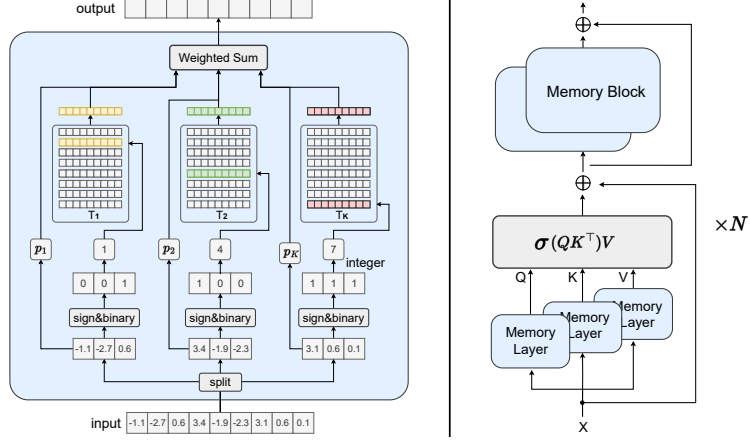 output
Weighted Sum
T1 T2 TK
p1 1 p2 4 pK 7
integer
0 0 1 1 0 0 1 1 1
sign&binary sign&binary sign&binary
-1.1 -2.7 0.6 3.4 -1.9 -2.3 3.1 0.6 0.1
split
input -1.1 -2.7 0.6 3.4 -1.9 -2.3 3.1 0.6 0.1
Memory Block
×N
σ(QK⊤)V
Q K V
Memory Layer
Memory Layer
Memory Layer
X